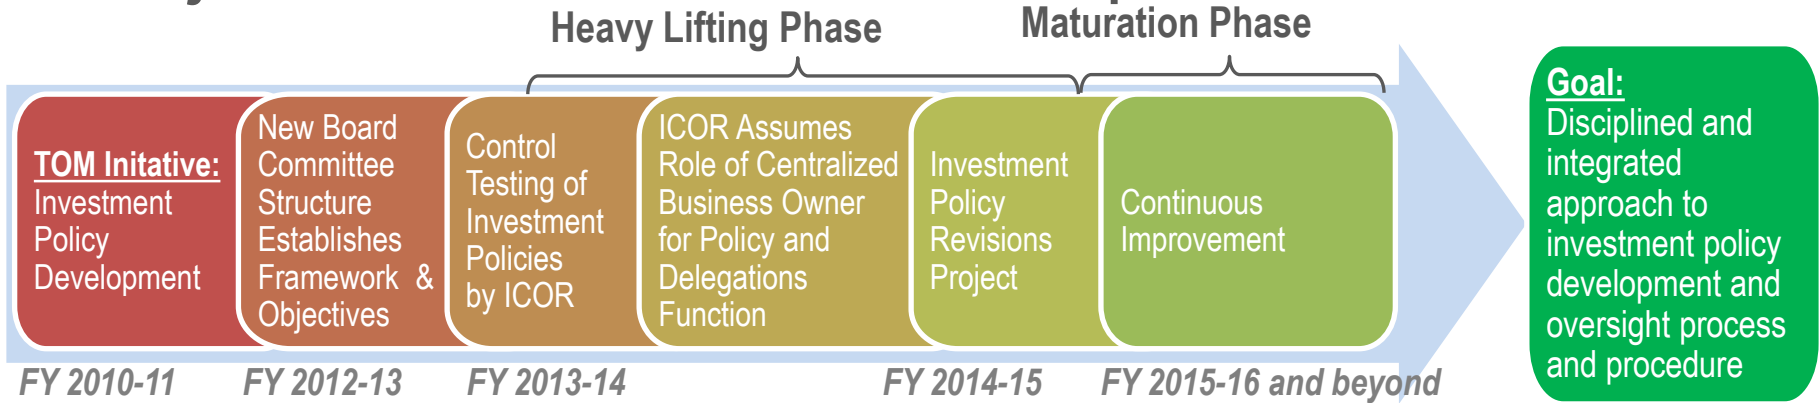 Heavy Lifting Phase
Maturation Phase
TOM Initative:
Investment
Policy
Development
New Board
Committee
Structure
Establishes
Framework &
Objectives
Control
Testing of
Investment
Policies
by ICOR
ICOR Assumes
Role of Centralized
Business Owner
for Policy and
Delegations
Function
Investment
Policy
Revisions
Project
Continuous
Improvement
Goal:
Disciplined and
integrated
approach to
investment policy
development and
oversight process
and procedure
FY 2010-11
FY 2012-13
FY 2013-14
FY 2014-15
FY 2015-16 and beyond